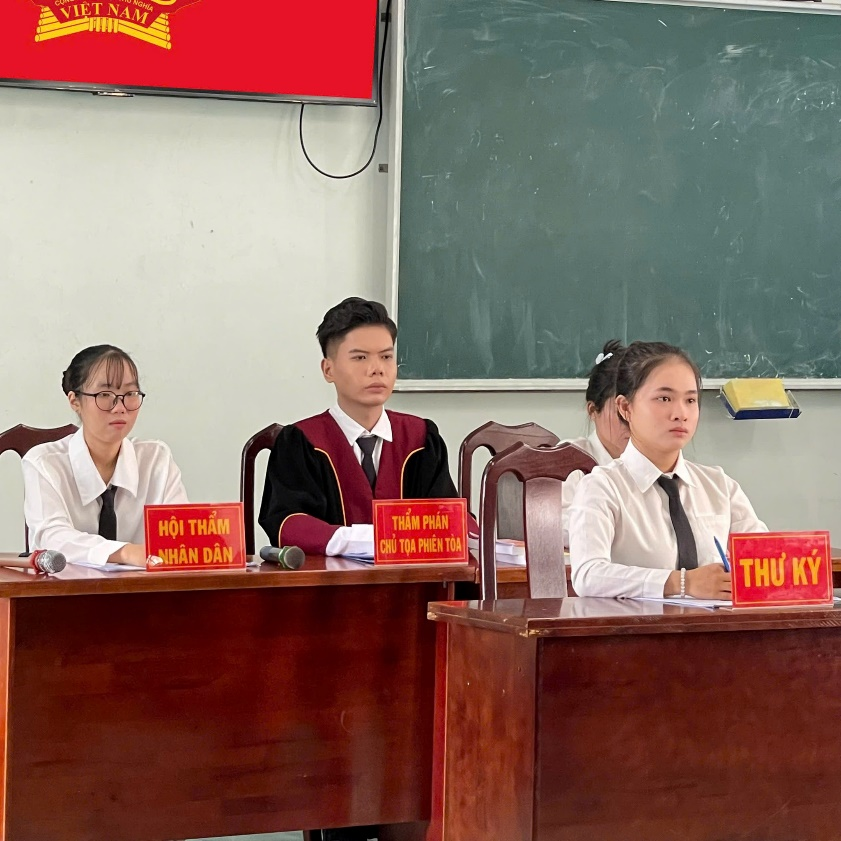 VIỆT NAM
HỘI THẨM
NHÂN DÂN
THẨM PHÁN
CHỦ TỌA PHIÊN TÒA
THƯ KÝ